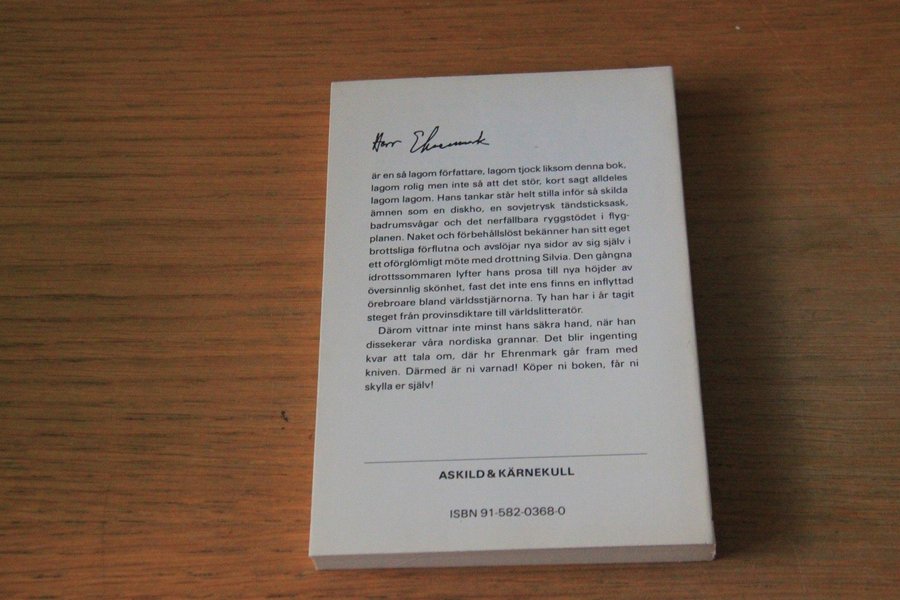 Herr Ehrenmark
är en så lagom författare, lagom tjock liksom denna bok,
lagom rolig men inte så att det stör, kort sagt alldeles
lagom lagom. Hans tankar står helt stilla inför så skilda
ämnen som en diskho, en sovjetrysk tändsticksask,
badrumsvågar och det nerfällbara ryggstödet i flyg-
planen. Naket och förbehållslöst bekänner han sitt eget
brottsliga förflutna och avslöjar nya sidor av sig själv i
ett oförglömligt möte med drottning Silvia. Den gångna
idrottssommaren lyfter hans prosa till nya höjder av
översinnlig skönhet, fast det inte ens finns en inflyttad
örebroare bland världsstjärnorna. Ty han har i år tagit
steget från provinsdiktare till världslitteratör.
Därom vittnar inte minst hans säkra hand, när han
dissekerar våra nordiska grannar. Det blir ingenting
kvar att tala om, där hr Ehrenmark går fram med
kniven. Därmed är ni varnad! Köper ni boken, får ni
skylla er själv!
ASKILD & KÄRNEKULL
ISBN 91-582-0368-0